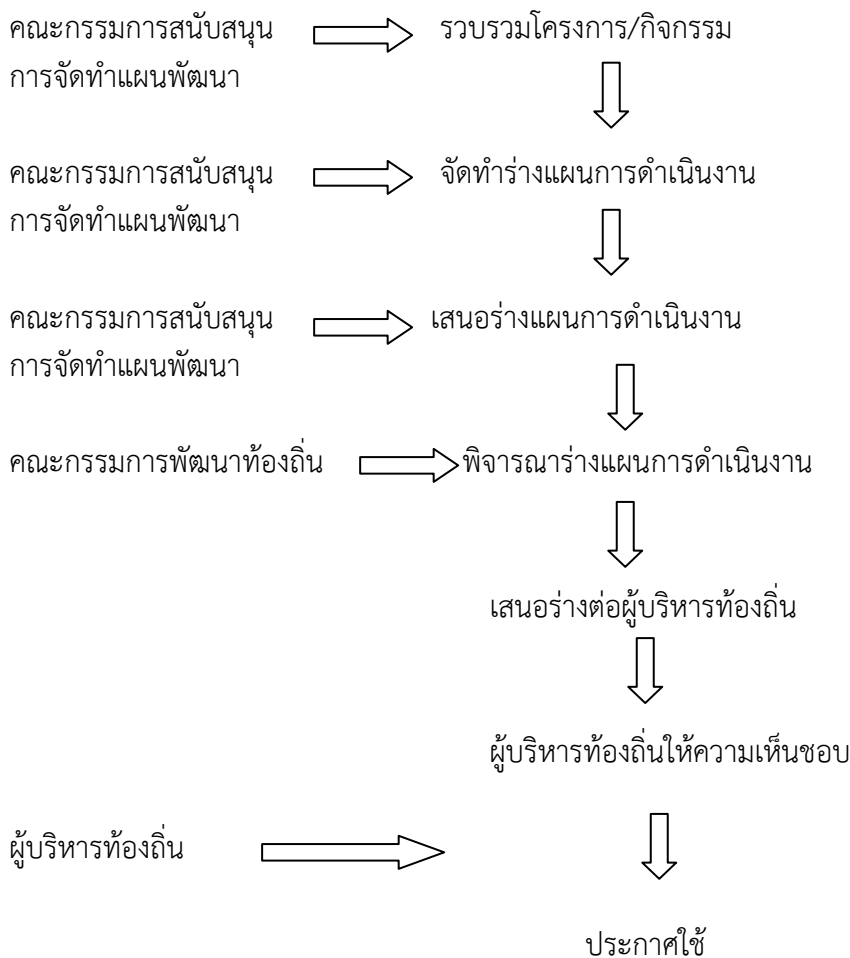 คณะกรรมการสนับสนุน รวบรวมโครงการ/กิจกรรม
การจัดทำแผนพัฒนา
คณะกรรมการสนับสนุน จัดทำร่างแผนการดำเนินงาน
การจัดทำแผนพัฒนา
คณะกรรมการสนับสนุน เสนอร่างแผนการดำเนินงาน
การจัดทำแผนพัฒนา
คณะกรรมการพัฒนาท้องถิ่น พิจารณาร่างแผนการดำเนินงาน
เสนอร่างต่อผู้บริหารท้องถิ่น
ผู้บริหารท้องถิ่นให้ความเห็นชอบ
ผู้บริหารท้องถิ่น
ประกาศใช้